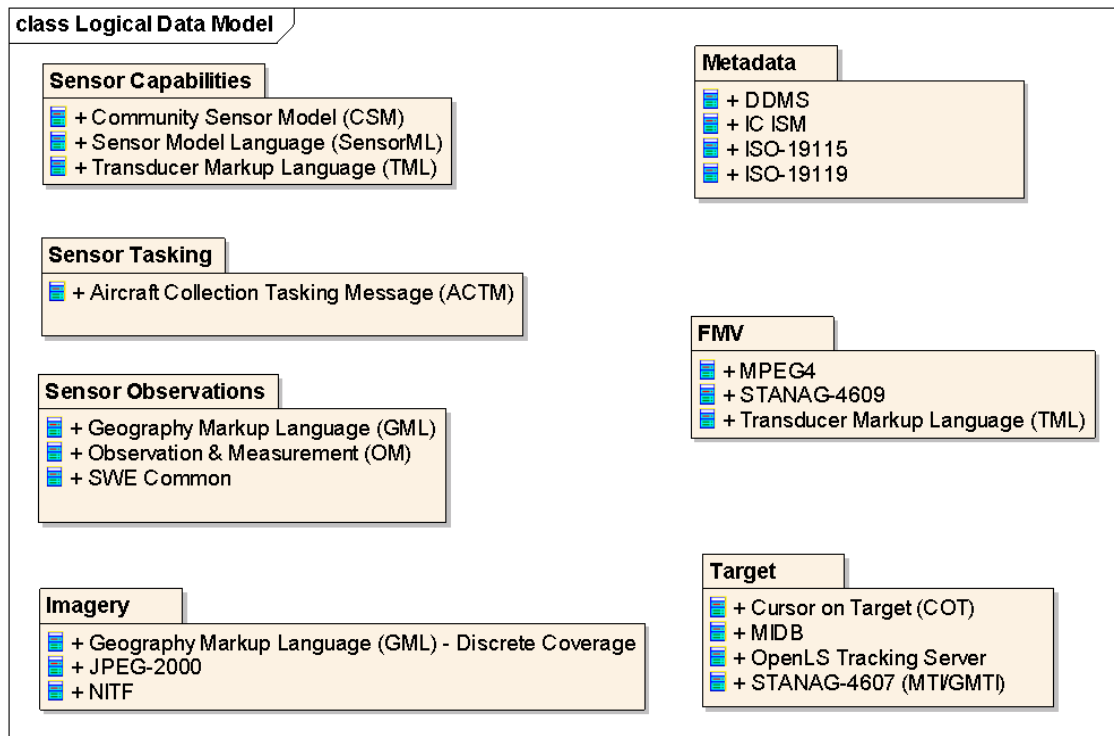 class Logical Data Model
Sensor Capabilities
+ Community Sensor Model (CSM)
+ Sensor Model Language (SensorML)
+ Transducer Markup Language (TML)
Sensor Tasking
+ Aircraft Collection Tasking Message (ACTM)
Sensor Observations
+ Geography Markup Language (GML)
+ Observation & Measurement (OM)
+ SWE Common
Imagery
+ Geography Markup Language (GML) - Discrete Coverage
+ JPEG-2000
+ NITF
Metadata
+ DDMS
+ IC ISM
+ ISO-19115
+ ISO-19119
FMV
+ MPEG4
+ STANAG-4609
+ Transducer Markup Language (TML)
Target
+ Cursor on Target (COT)
+ MIDB
+ OpenLS Tracking Server
+ STANAG-4607 (MTI/GMTI)